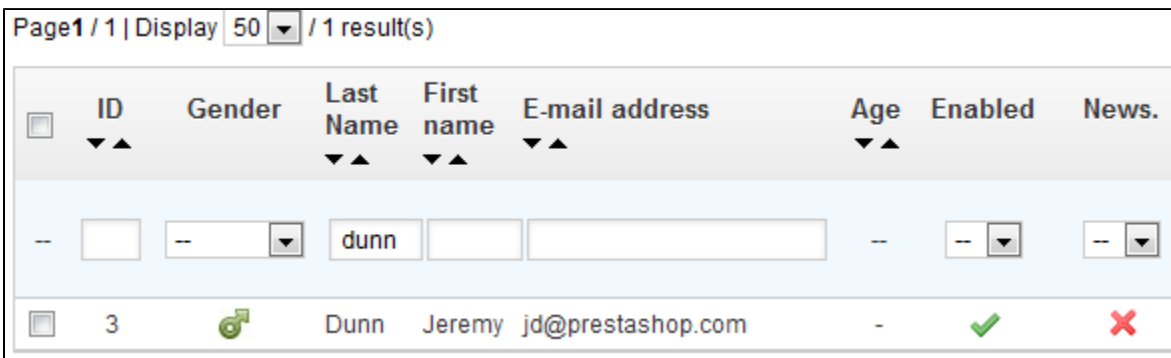 Page1 / 1 | Display 50 / 1 result(s)
ID Gender Last Name First name E-mail address Age Enabled News.
-- -- dunn -- -- --
3 Dunn Jeremy jd@prestashop.com -